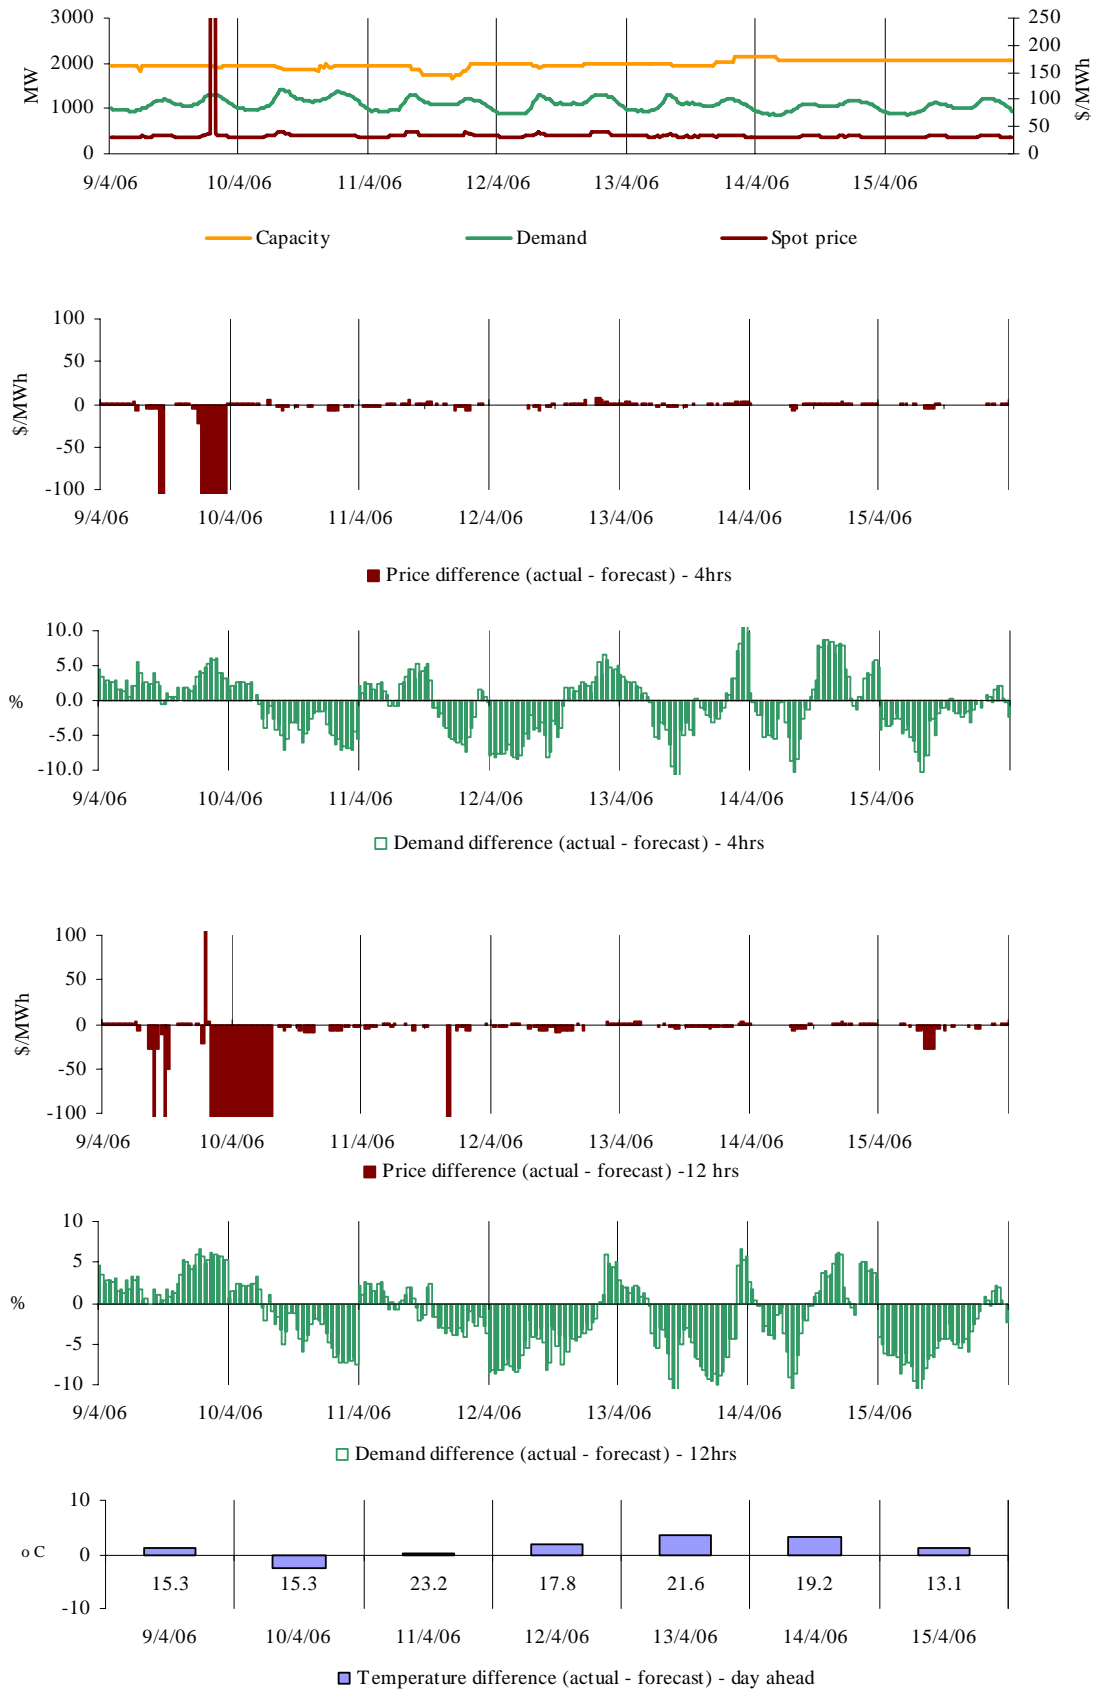 3000
250
2000
200
150
1000
100
50
0
0
MW
$/MWh
9/4/06 10/4/06 11/4/06 12/4/06 13/4/06 14/4/06 15/4/06
Capacity Demand Spot price
100
50
0
-50
-100
$/MWh
9/4/06 10/4/06 11/4/06 12/4/06 13/4/06 14/4/06 15/4/06
Price difference (actual - forecast) - 4hrs
10.0
5.0
0.0
-5.0
-10.0
%
9/4/06 10/4/06 11/4/06 12/4/06 13/4/06 14/4/06 15/4/06
Demand difference (actual - forecast) - 4hrs
100
50
0
-50
-100
$/MWh
9/4/06 10/4/06 11/4/06 12/4/06 13/4/06 14/4/06 15/4/06
Price difference (actual - forecast) -12 hrs
10
5
0
-5
-10
%
9/4/06 10/4/06 11/4/06 12/4/06 13/4/06 14/4/06 15/4/06
Demand difference (actual - forecast) - 12hrs
10
0
-10
o C
15.3 15.3 23.2 17.8 21.6 19.2 13.1
9/4/06 10/4/06 11/4/06 12/4/06 13/4/06 14/4/06 15/4/06
Temperature difference (actual - forecast) - day ahead